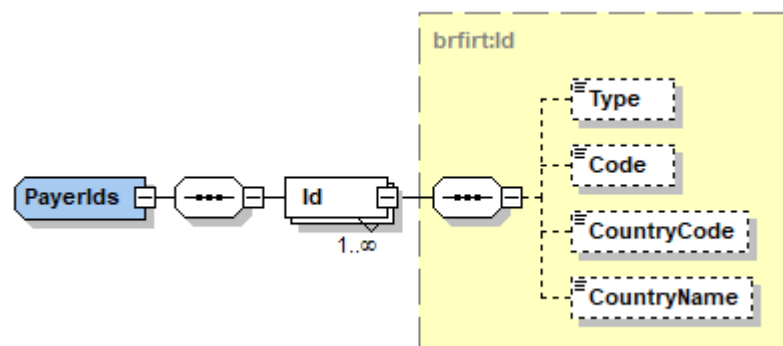 brfirt:Id
Type
Code
PayerIds
Id
CountryCode
1..∞
CountryName